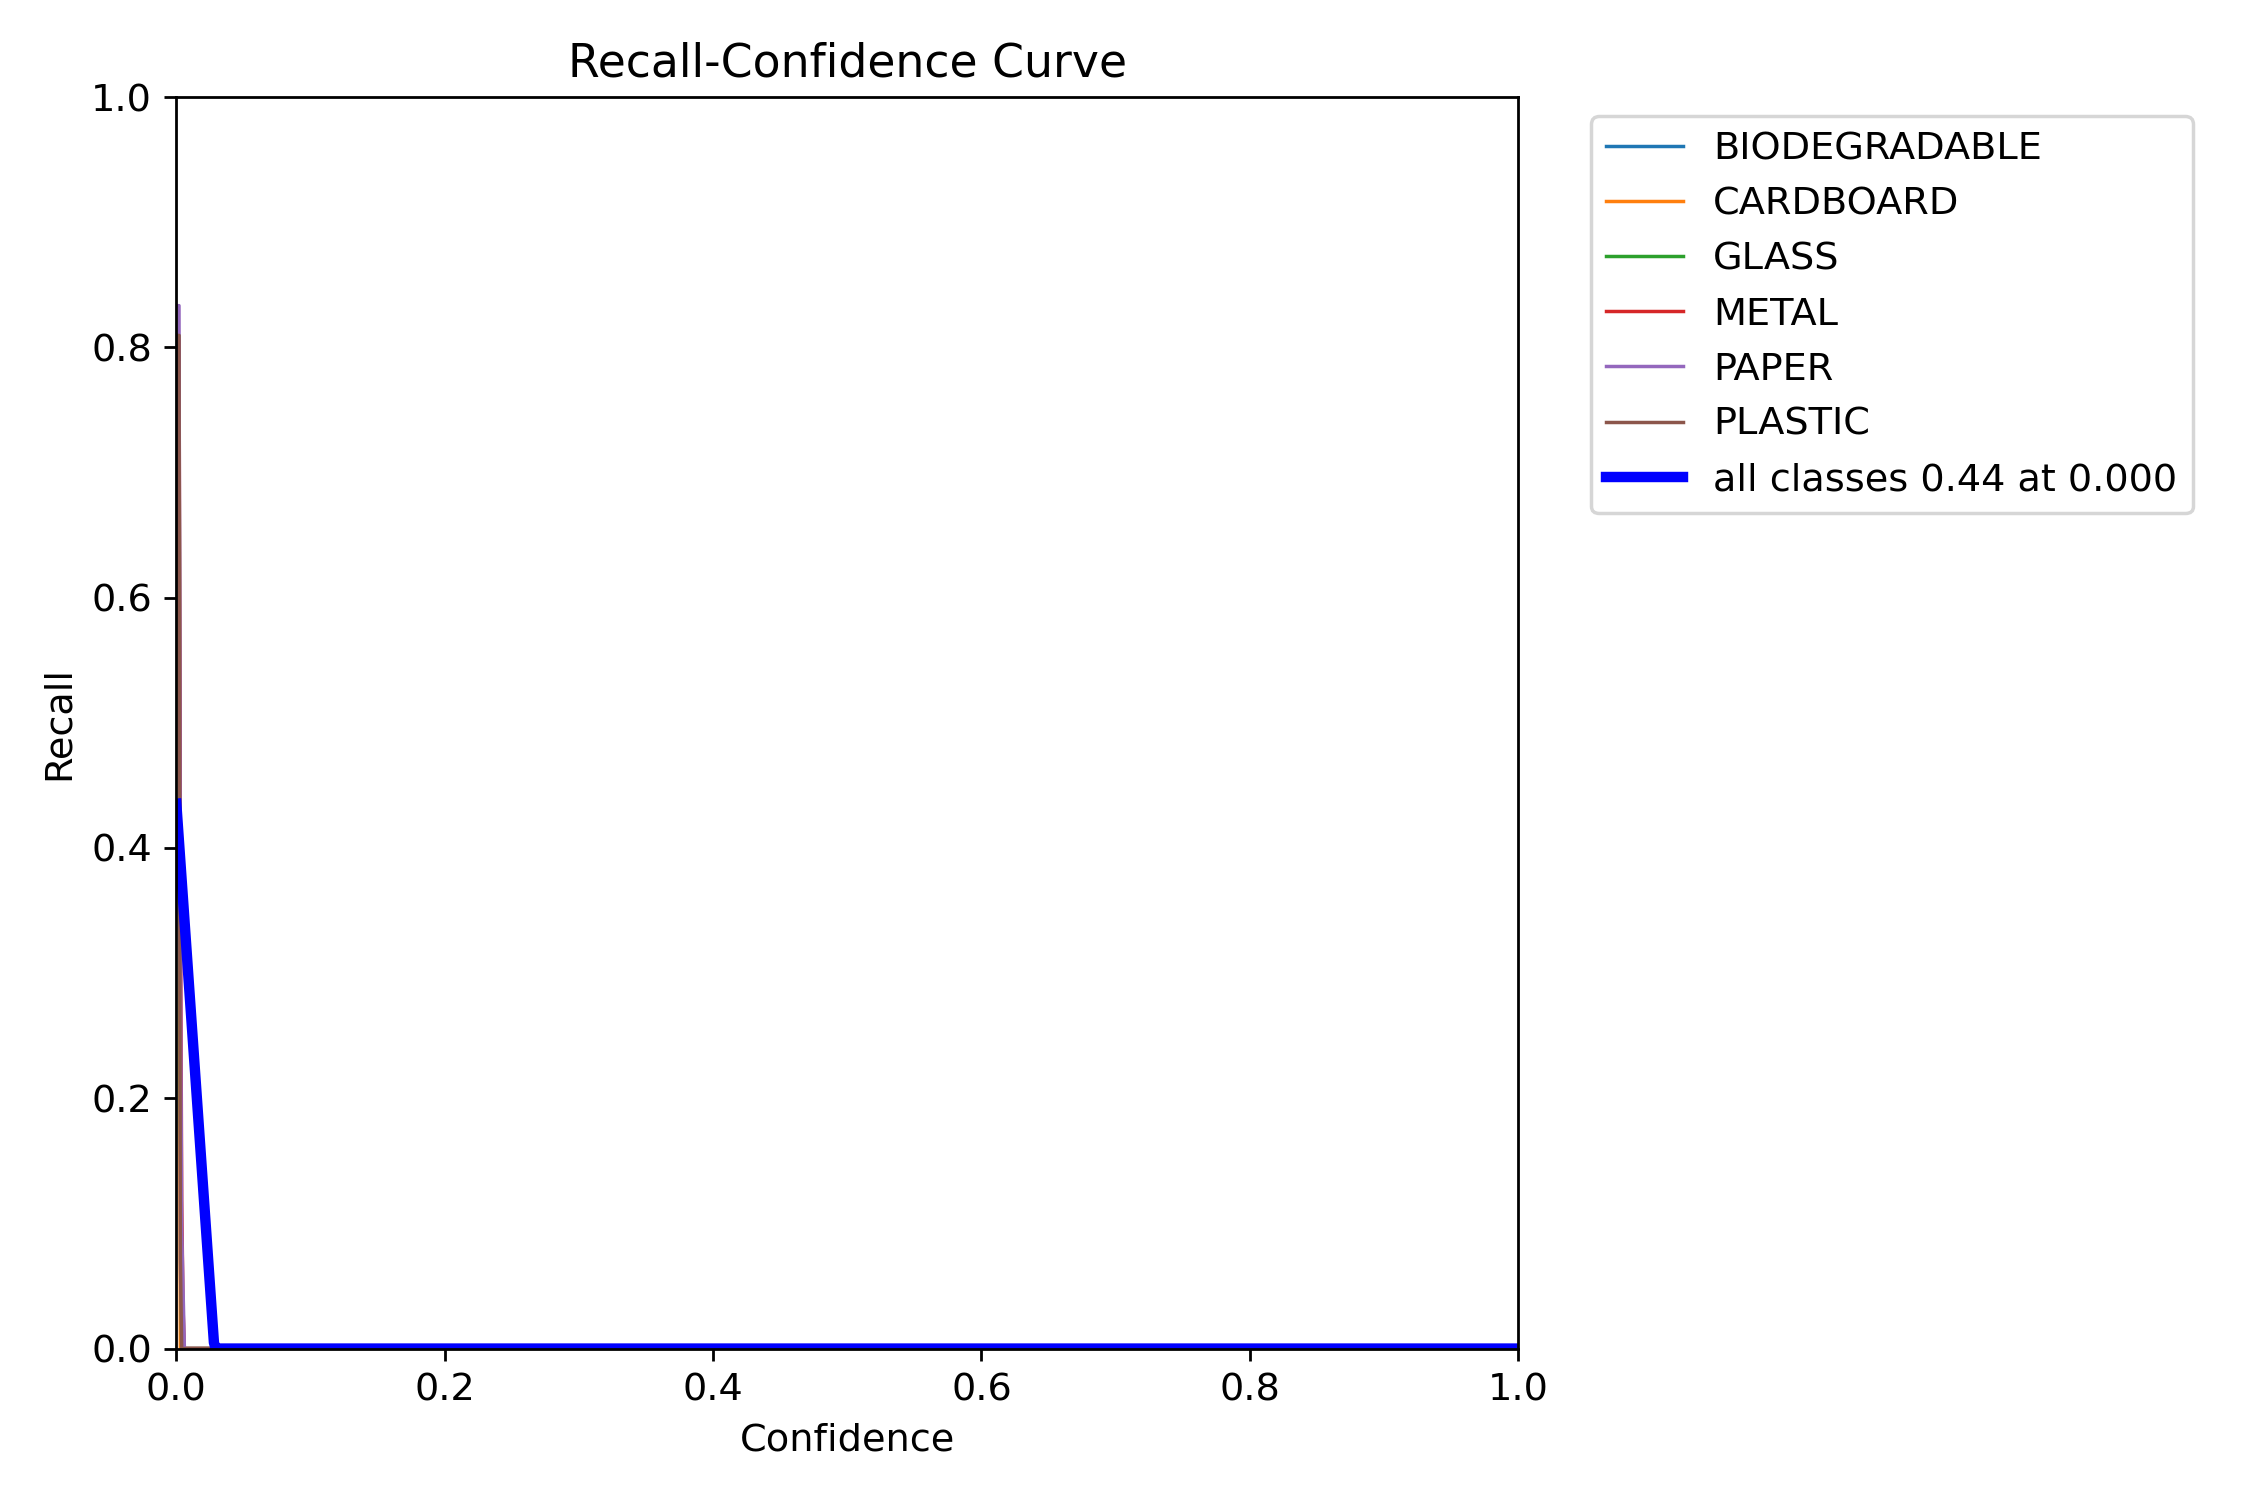 Recall-Confidence Curve
1.0
0.8
0.6
0.4
0.2
0.0
Recall
0.0 0.2 0.4 0.6 0.8 1.0
Confidence
BIODEGRADABLE
CARDBOARD
GLASS
METAL
PAPER
PLASTIC
all classes 0.44 at 0.000